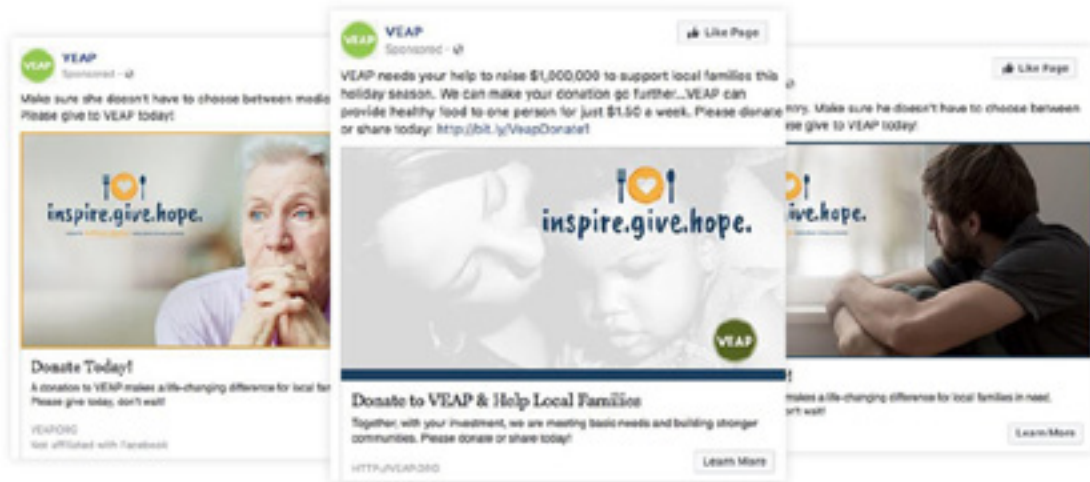 VEAP
VEAP
Sponsored
Make sure she doesn't have to choose between
Please give to VEAP today!
inspire.give.hope.
Donate Today!
A donation to VEAP makes a life-changing difference for local
Please give today, don't wait!
VEAP.ORG
Not affiliated with Facebook
VEAP
VEAP
Sponsored
Like Page
VEAP needs your help to raise $1,000,000 to support local families this
holiday season. We can make your donation go further...VEAP can
provide healthy food to one person for just $1.50 a week. Please donate
or share today: http://bit.ly/VeapDonate1
inspire.give.hope.
VEAP
Donate to VEAP & Help Local Families
Together, with your investment, we are meeting basic needs and building stronger
communities. Please donate or share today!
HTTP://VEAP.ORG
Learn More
Like Page
Make sure he doesn't have to choose between
give to VEAP today!
ive.hope.
makes a life-changing difference for local families in need.
wait!
Learn More